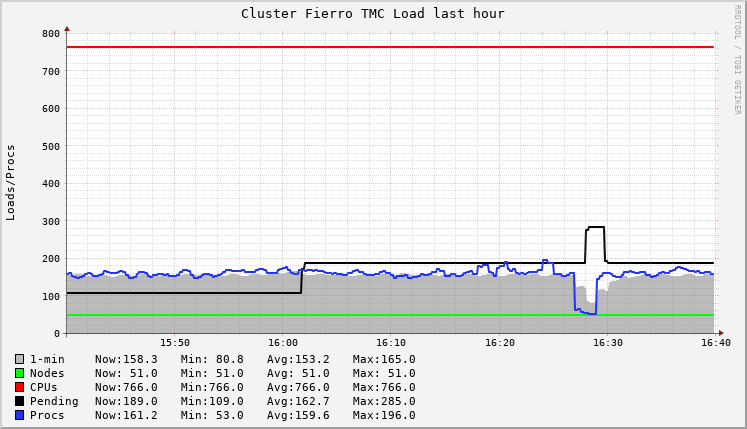 Cluster Fierro TMC Load last hour
RRDTOOL / TOBI OETIKER
Loads/Procs
800
700
600
500
400
300
200
100
0
15:50 16:00 16:10 16:20 16:30 16:40
1-min Now:158.3 Min: 80.8 Avg:153.2 Max:165.0
Nodes Now: 51.0 Min: 51.0 Avg: 51.0 Max: 51.0
CPUs Now:766.0 Min:766.0 Avg:766.0 Max:766.0
Pending Now:189.0 Min:109.0 Avg:162.7 Max:285.0
Procs Now:161.2 Min: 53.0 Avg:159.6 Max:196.0